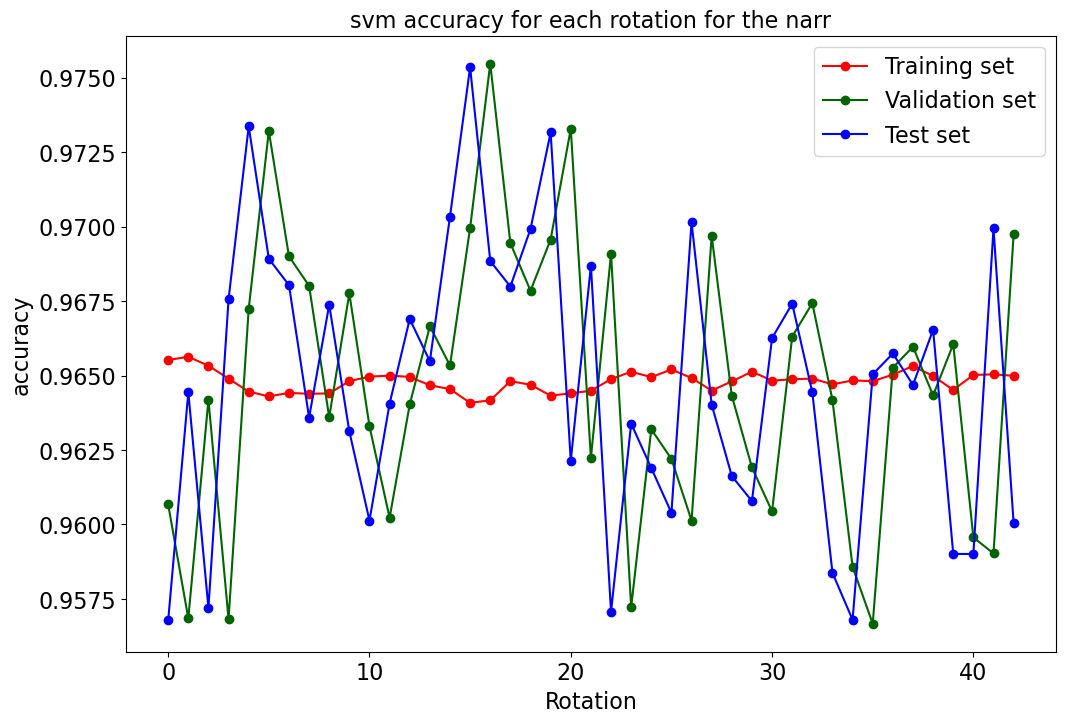 svm accuracy for each rotation for the narr
Training set
Validation set
Test set
0.9750
0.9725
0.9700
0.9675
0.9650
0.9625
0.9600
0.9575
accuracy
0 10 20 30 40
Rotation